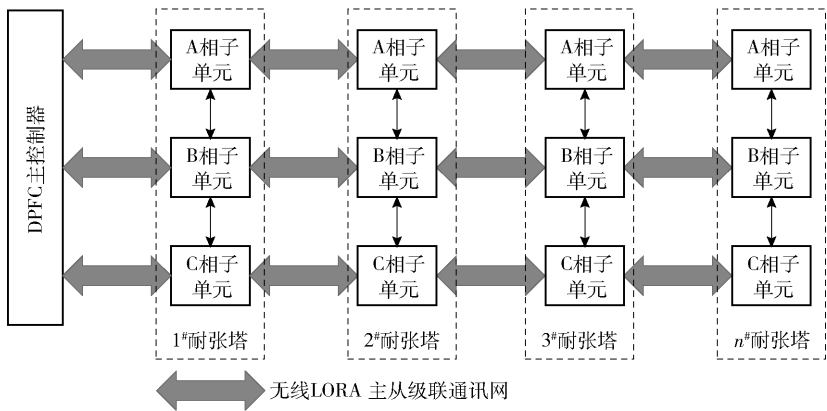 DPFC主控制器
A相子
单元
A相子
单元
A相子
单元
A相子
单元
B相子
单元
B相子
单元
B相子
单元
B相子
单元
C相子
单元
C相子
单元
C相子
单元
C相子
单元
1#耐张塔
2#耐张塔
3#耐张塔
n#耐张塔
无线LORA 主从级联通讯网